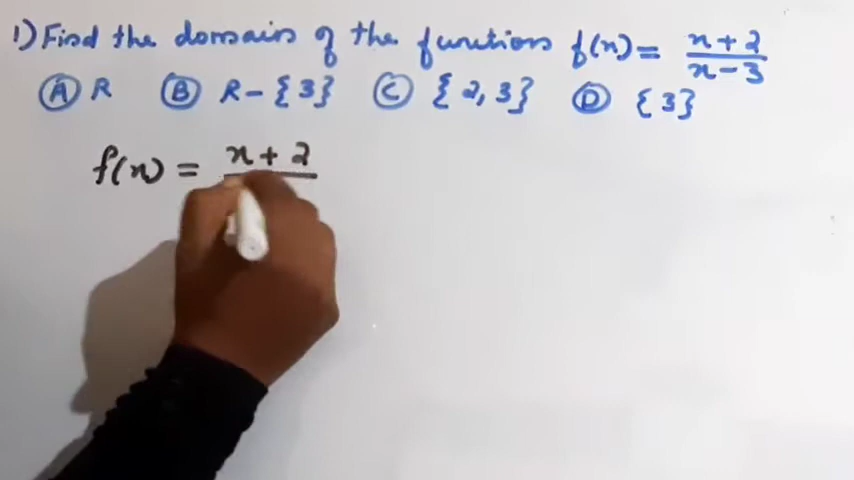 1) Find the domain of the function f(x) = x+2 / x-3
Ⓐ R Ⓑ R - {3} Ⓒ {2,3} Ⓓ {3}
f(x) = x+2